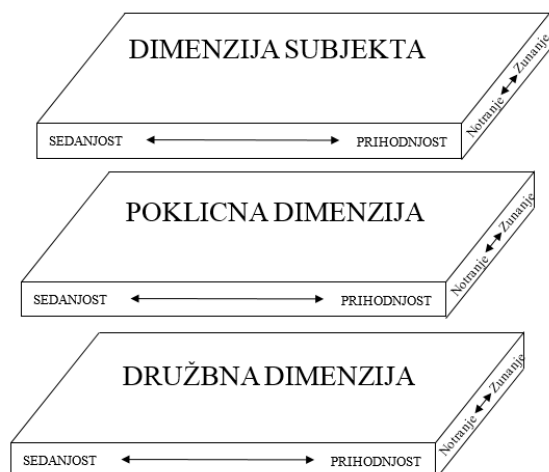 DIMENZIJA SUBJEKTA
SEDANJOST PRIHODNJOST
Notranje Zunanje
POKLICNA DIMENZIJA
SEDANJOST PRIHODNJOST
Notranje Zunanje
DRUŽBNA DIMENZIJA
SEDANJOST PRIHODNJOST
Notranje Zunanje